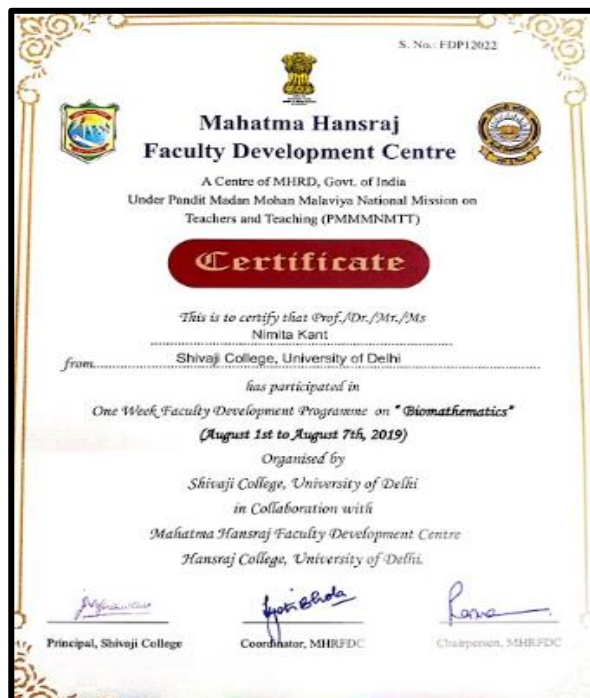 S. No.: FDP12022
Mahatma Hansraj
Faculty Development Centre
A Centre of MHRD, Govt. of India
Under Pandit Madan Mohan Malaviya National Mission on
Teachers and Teaching (PMMMNMTT)
Certificate
This is to certify that Prof./Dr./Mr./Ms
Nimita Kant
from Shivaji College, University of Delhi
has participated in
One Week Faculty Development Programme on " Biomathematics"
(August 1st to August 7th, 2019)
Organised by
Shivaji College, University of Delhi
in Collaboration with
Mahatma Hansraj Faculty Development Centre
Hansraj College, University of Delhi.
Jyoti Bhola
Principal, Shivaji College
Coordinator, MHRFDC
Chairperson, MHRFDC